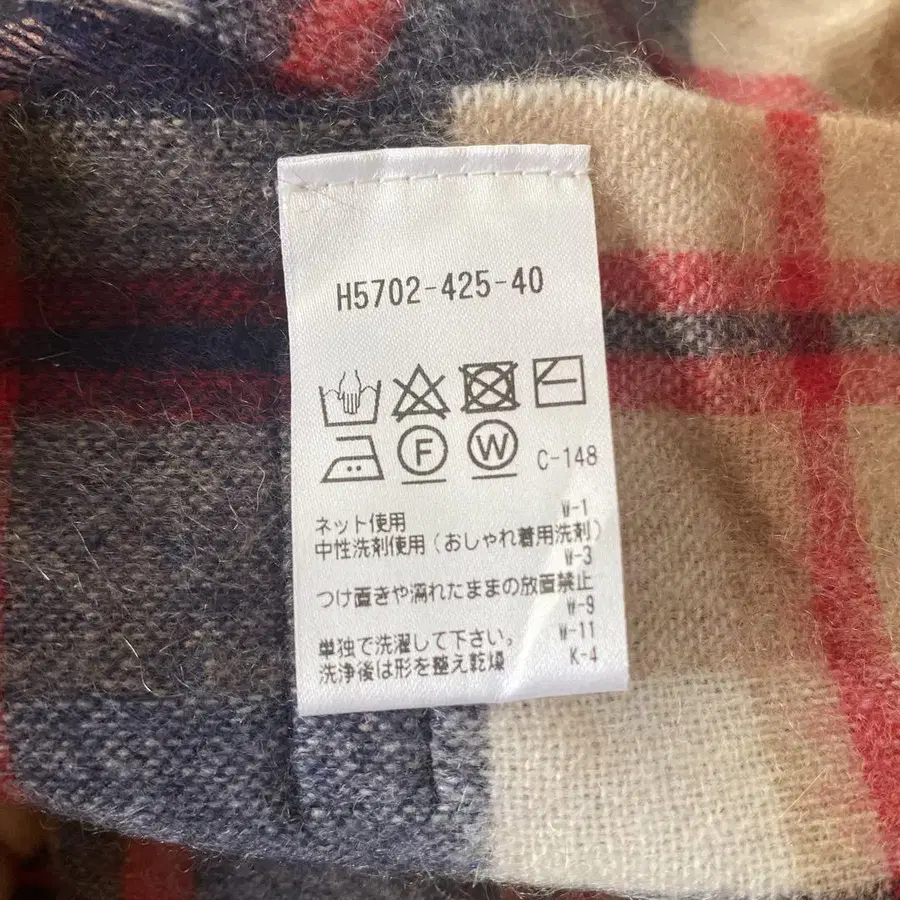 H5702-425-40
F W C-148
ネット使用 W-1
中性洗剤使用(おしゃれ着用洗剤)
W-3
つけ置きや濡れたままの放置禁止
W-9
単独で洗濯して下さい。 W-11
洗浄後は形を整え乾燥 K-4